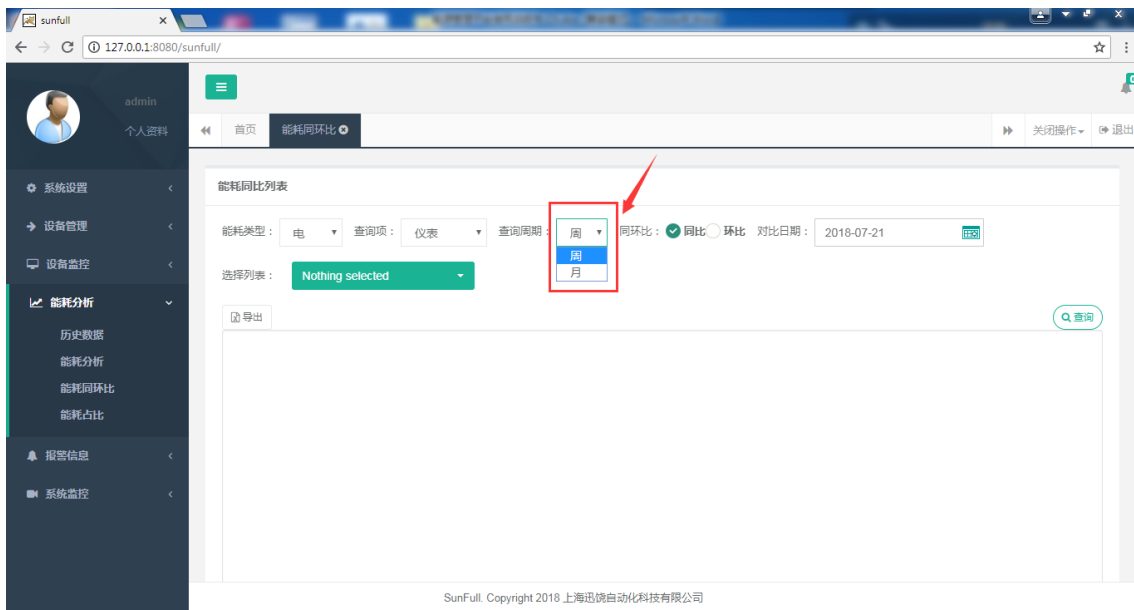 sunfull
127.0.0.1:8080/sunfull/
admin
个人资料
首页 能耗同环比 关闭操作 退出
系统设置
设备管理
设备监控
能耗分析
历史数据
能耗分析
能耗同环比
能耗占比
报警信息
系统监控
能耗同比列表
能耗类型： 电 查询项： 仪表 查询周期： 周 同环比： 同比 环比 对比日期： 2018-07-21
周
月
选择列表： Nothing selected
导出 查询
SunFull. Copyright 2018 上海迅饶自动化科技有限公司